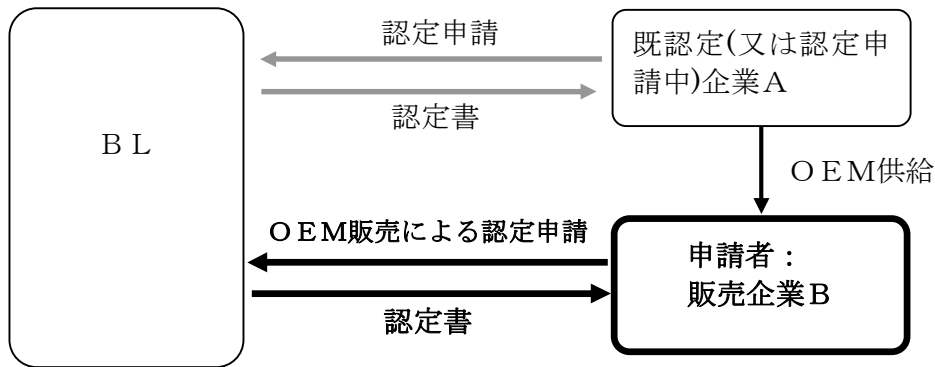 認定申請
既認定(又は認定申
請中)企業A
認定書
ＢＬ
ＯＥＭ供給
ＯＥＭ販売による認定申請
申請者：
販売企業Ｂ
認定書